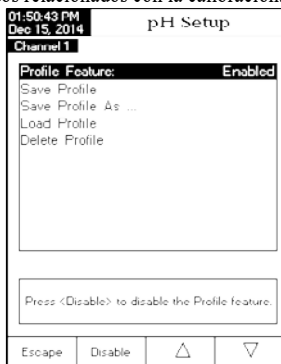 01:50:43 PM
Dec 15, 2014
pH Setup
Channel 1
Profile Feature: Enabled
Save Profile
Save Profile As ...
Load Profile
Delete Profile
Press <Disable> to disable the Profile feature.
Escape Disable △ ▽